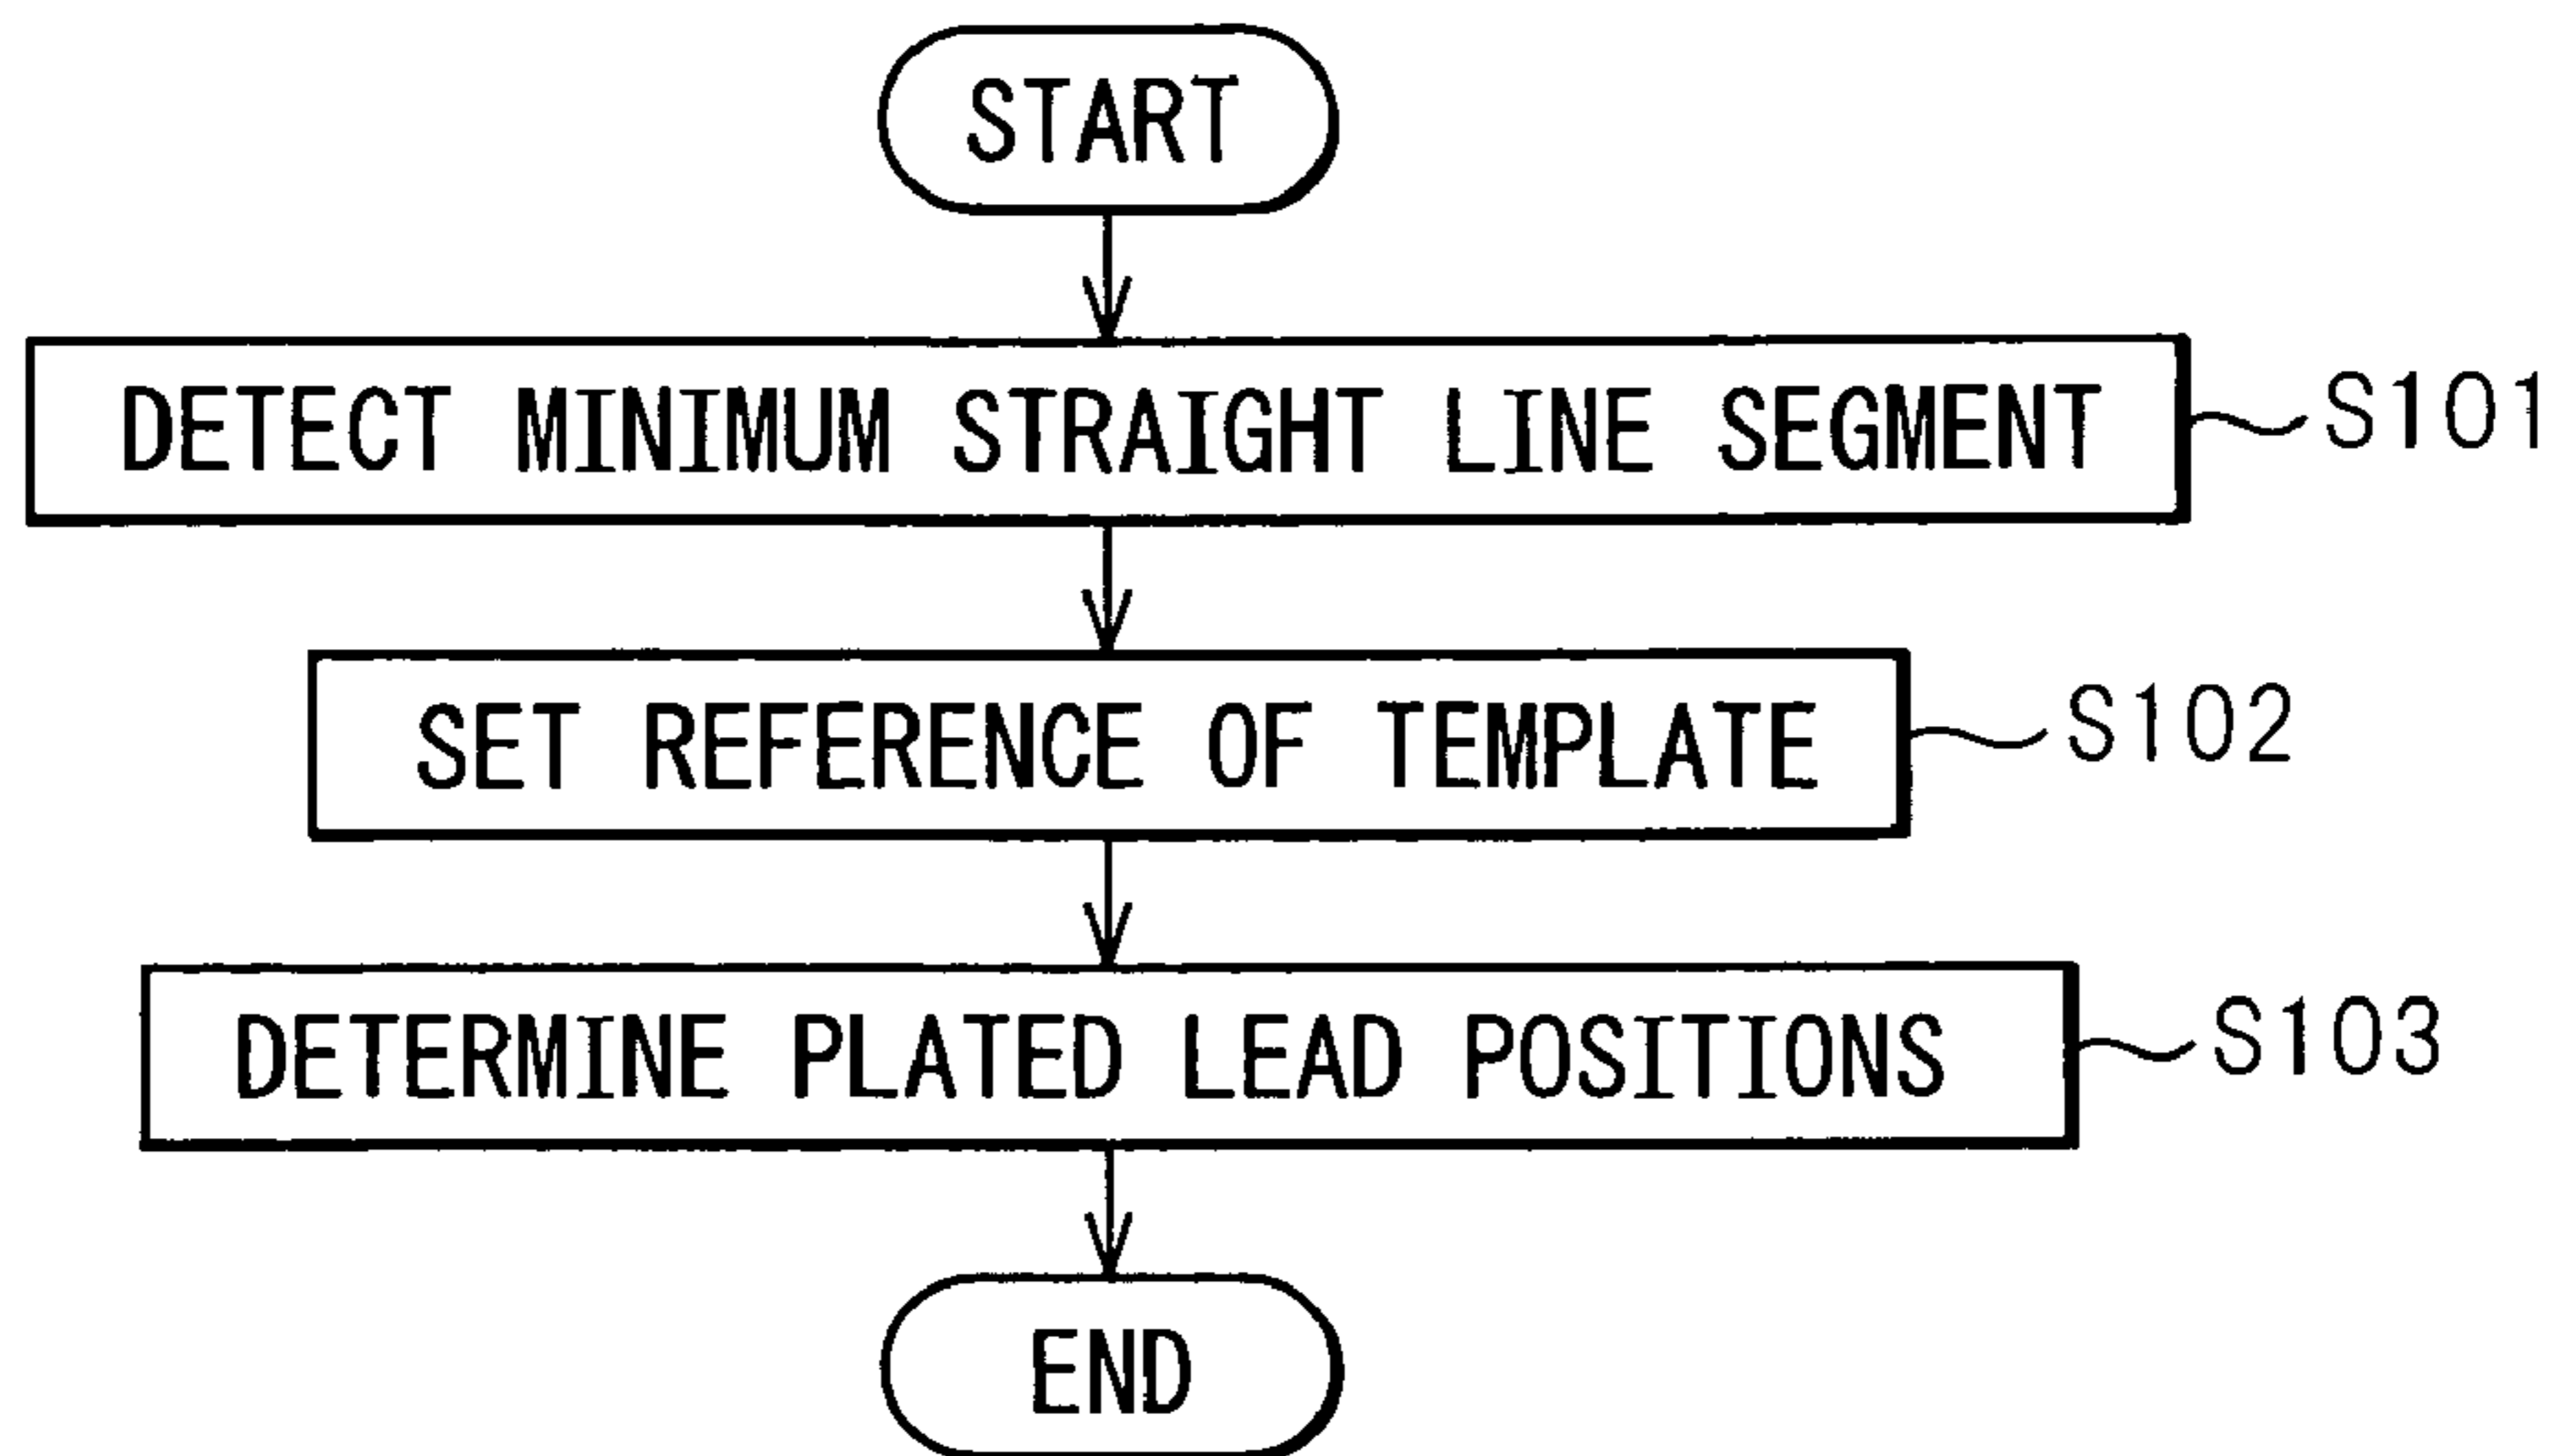 START
DETECT MINIMUM STRAIGHT LINE SEGMENT S101
SET REFERENCE OF TEMPLATE S102
DETERMINE PLATED LEAD POSITIONS S103
END